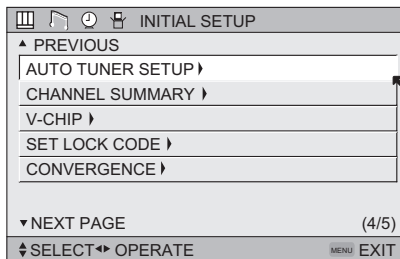 INITIAL SETUP
PREVIOUS
AUTO TUNER SETUP
CHANNEL SUMMARY
V-CHIP
SET LOCK CODE
CONVERGENCE
NEXT PAGE (4/5)
SELECT OPERATE MENU EXIT